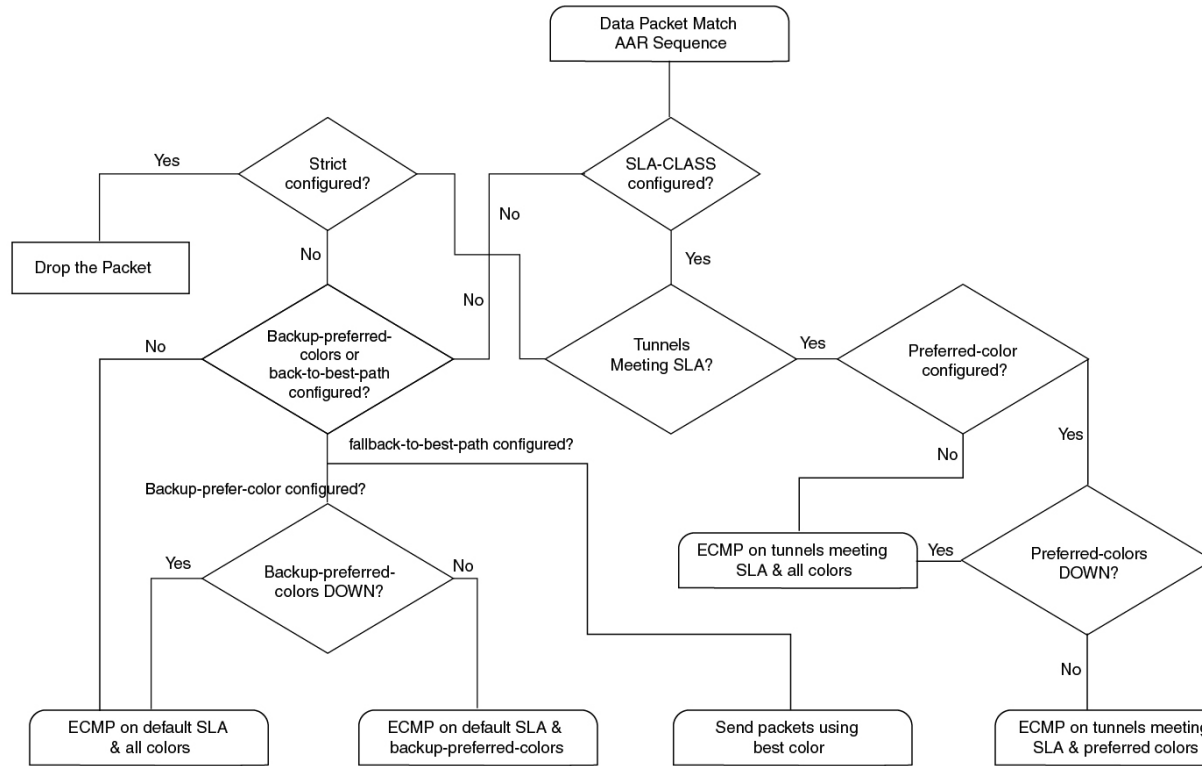 Data Packet Match
AAR Sequence
Yes
Strict
configured?
SLA-CLASS
configured?
No
Drop the Packet
No
Yes
No
Backup-preferred-
colors or
back-to-best-path
configured?
No
Tunnels
Meeting SLA?
Yes
Preferred-color
configured?
fallback-to-best-path configured?
Yes
No
Backup-prefer-color configured?
Yes
Backup-preferred-
colors DOWN?
No
ECMP on tunnels meeting
SLA & all colors
Yes
Preferred-colors
DOWN?
No
ECMP on default SLA
& all colors
ECMP on default SLA &
backup-preferred-colors
Send packets using
best color
ECMP on tunnels meeting
SLA & preferred colors